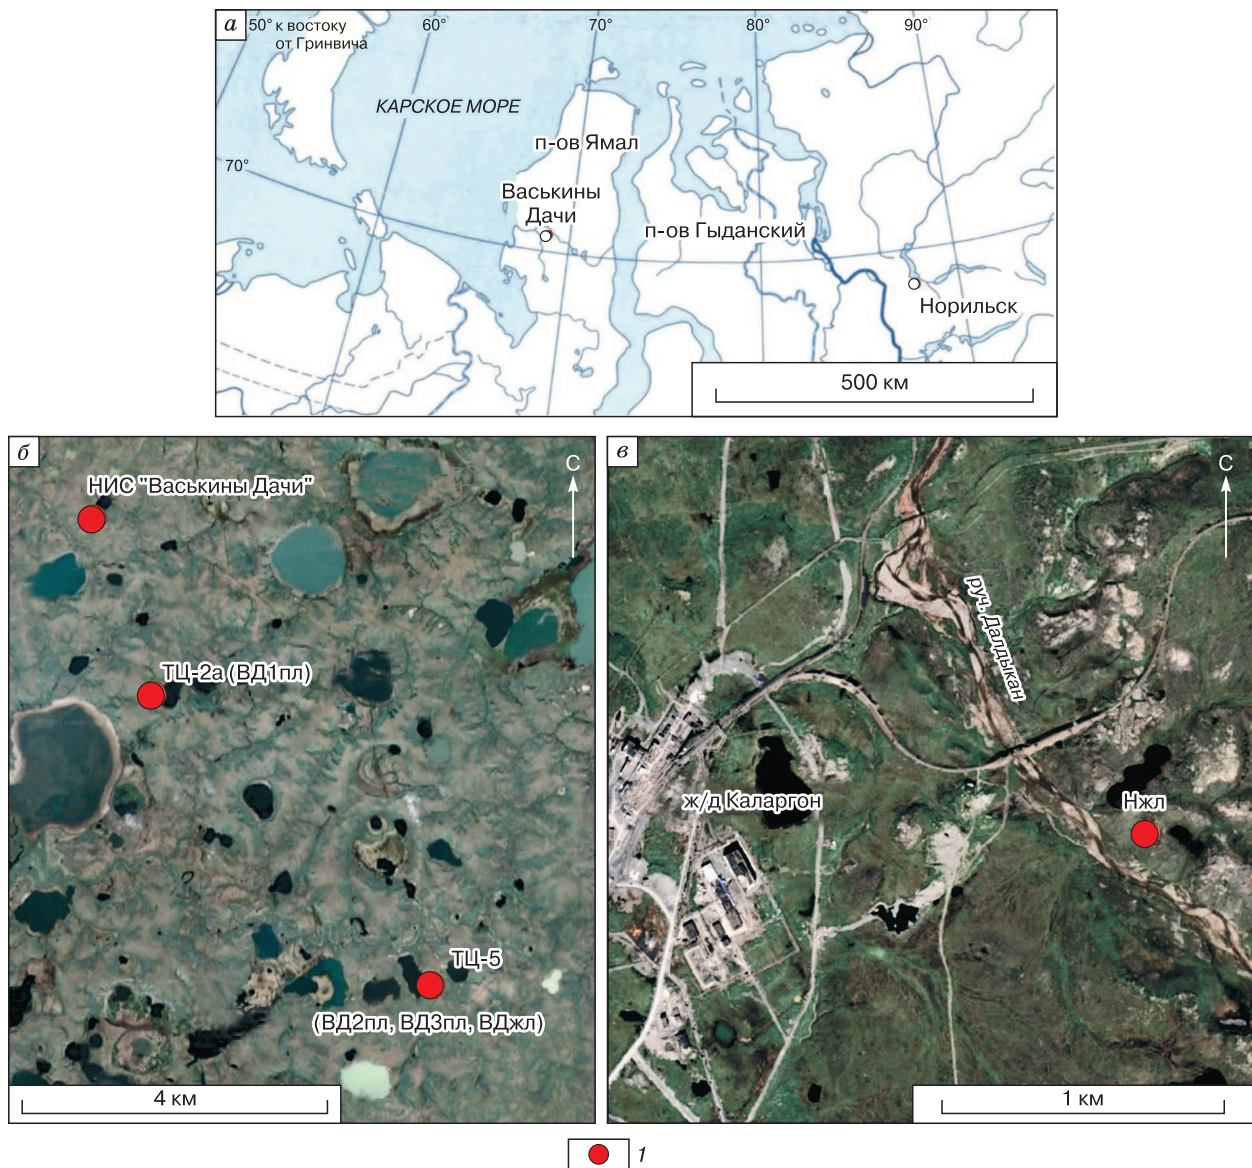 а
50° к востоку
от Гринвича
60°
70°
80°
90°
КАРСКОЕ МОРЕ
п-ов Ямал
70°
Васькины
Дачи
п-ов Гыданский
Норильск
500 км
б
С
НИС "Васькины Дачи"
ТЦ-2а (ВД1пл)
ТЦ-5
(ВД2пл, ВД3пл, ВДжл)
4 км
в
С
руч. Далдыкан
ж/д Каларгон
Нжл
1 км
1